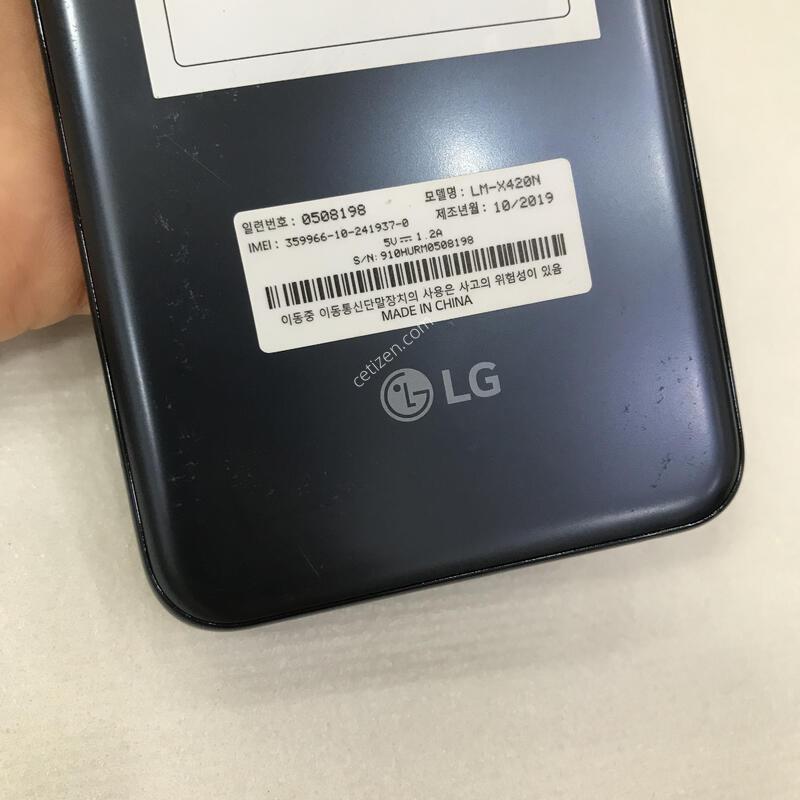 일련번호 : 0508198 모델명 : LM-X420N
IMEI : 359966-10-241937-0 제조년월 : 10/2019
5V ⎓ 1.2A
S/N: 910HURM0508198
이동중 이동통신단말장치의 사용은 사고의 위험성이 있음
MADE IN CHINA
cetizen.com
LG